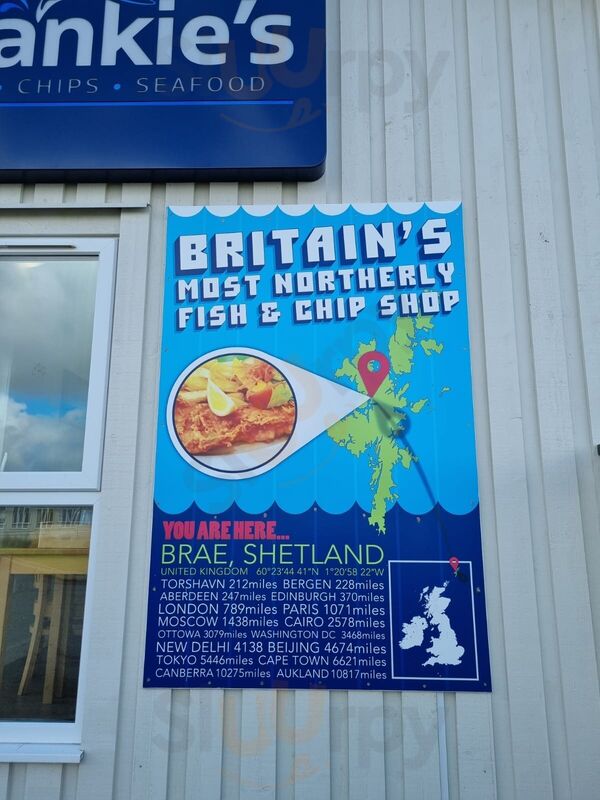 ankie's
• CHIPS • SEAFOOD
BRITAIN'S
MOST NORTHERLY
FISH & CHIP SHOP
YOU ARE HERE...
BRAE, SHETLAND
UNITED KINGDOM 60°23'44 41"N 1°20'58 22"W
TORSHAVN 212miles BERGEN 228miles
ABERDEEN 247miles EDINBURGH 370miles
LONDON 789miles PARIS 1071miles
MOSCOW 1438miles CAIRO 2578miles
OTTOWA 3079miles WASHINGTON DC 3468miles
NEW DELHI 4138 BEIJING 4674miles
TOKYO 5446miles CAPE TOWN 6621miles
CANBERRA 10275miles AUKLAND 10817miles